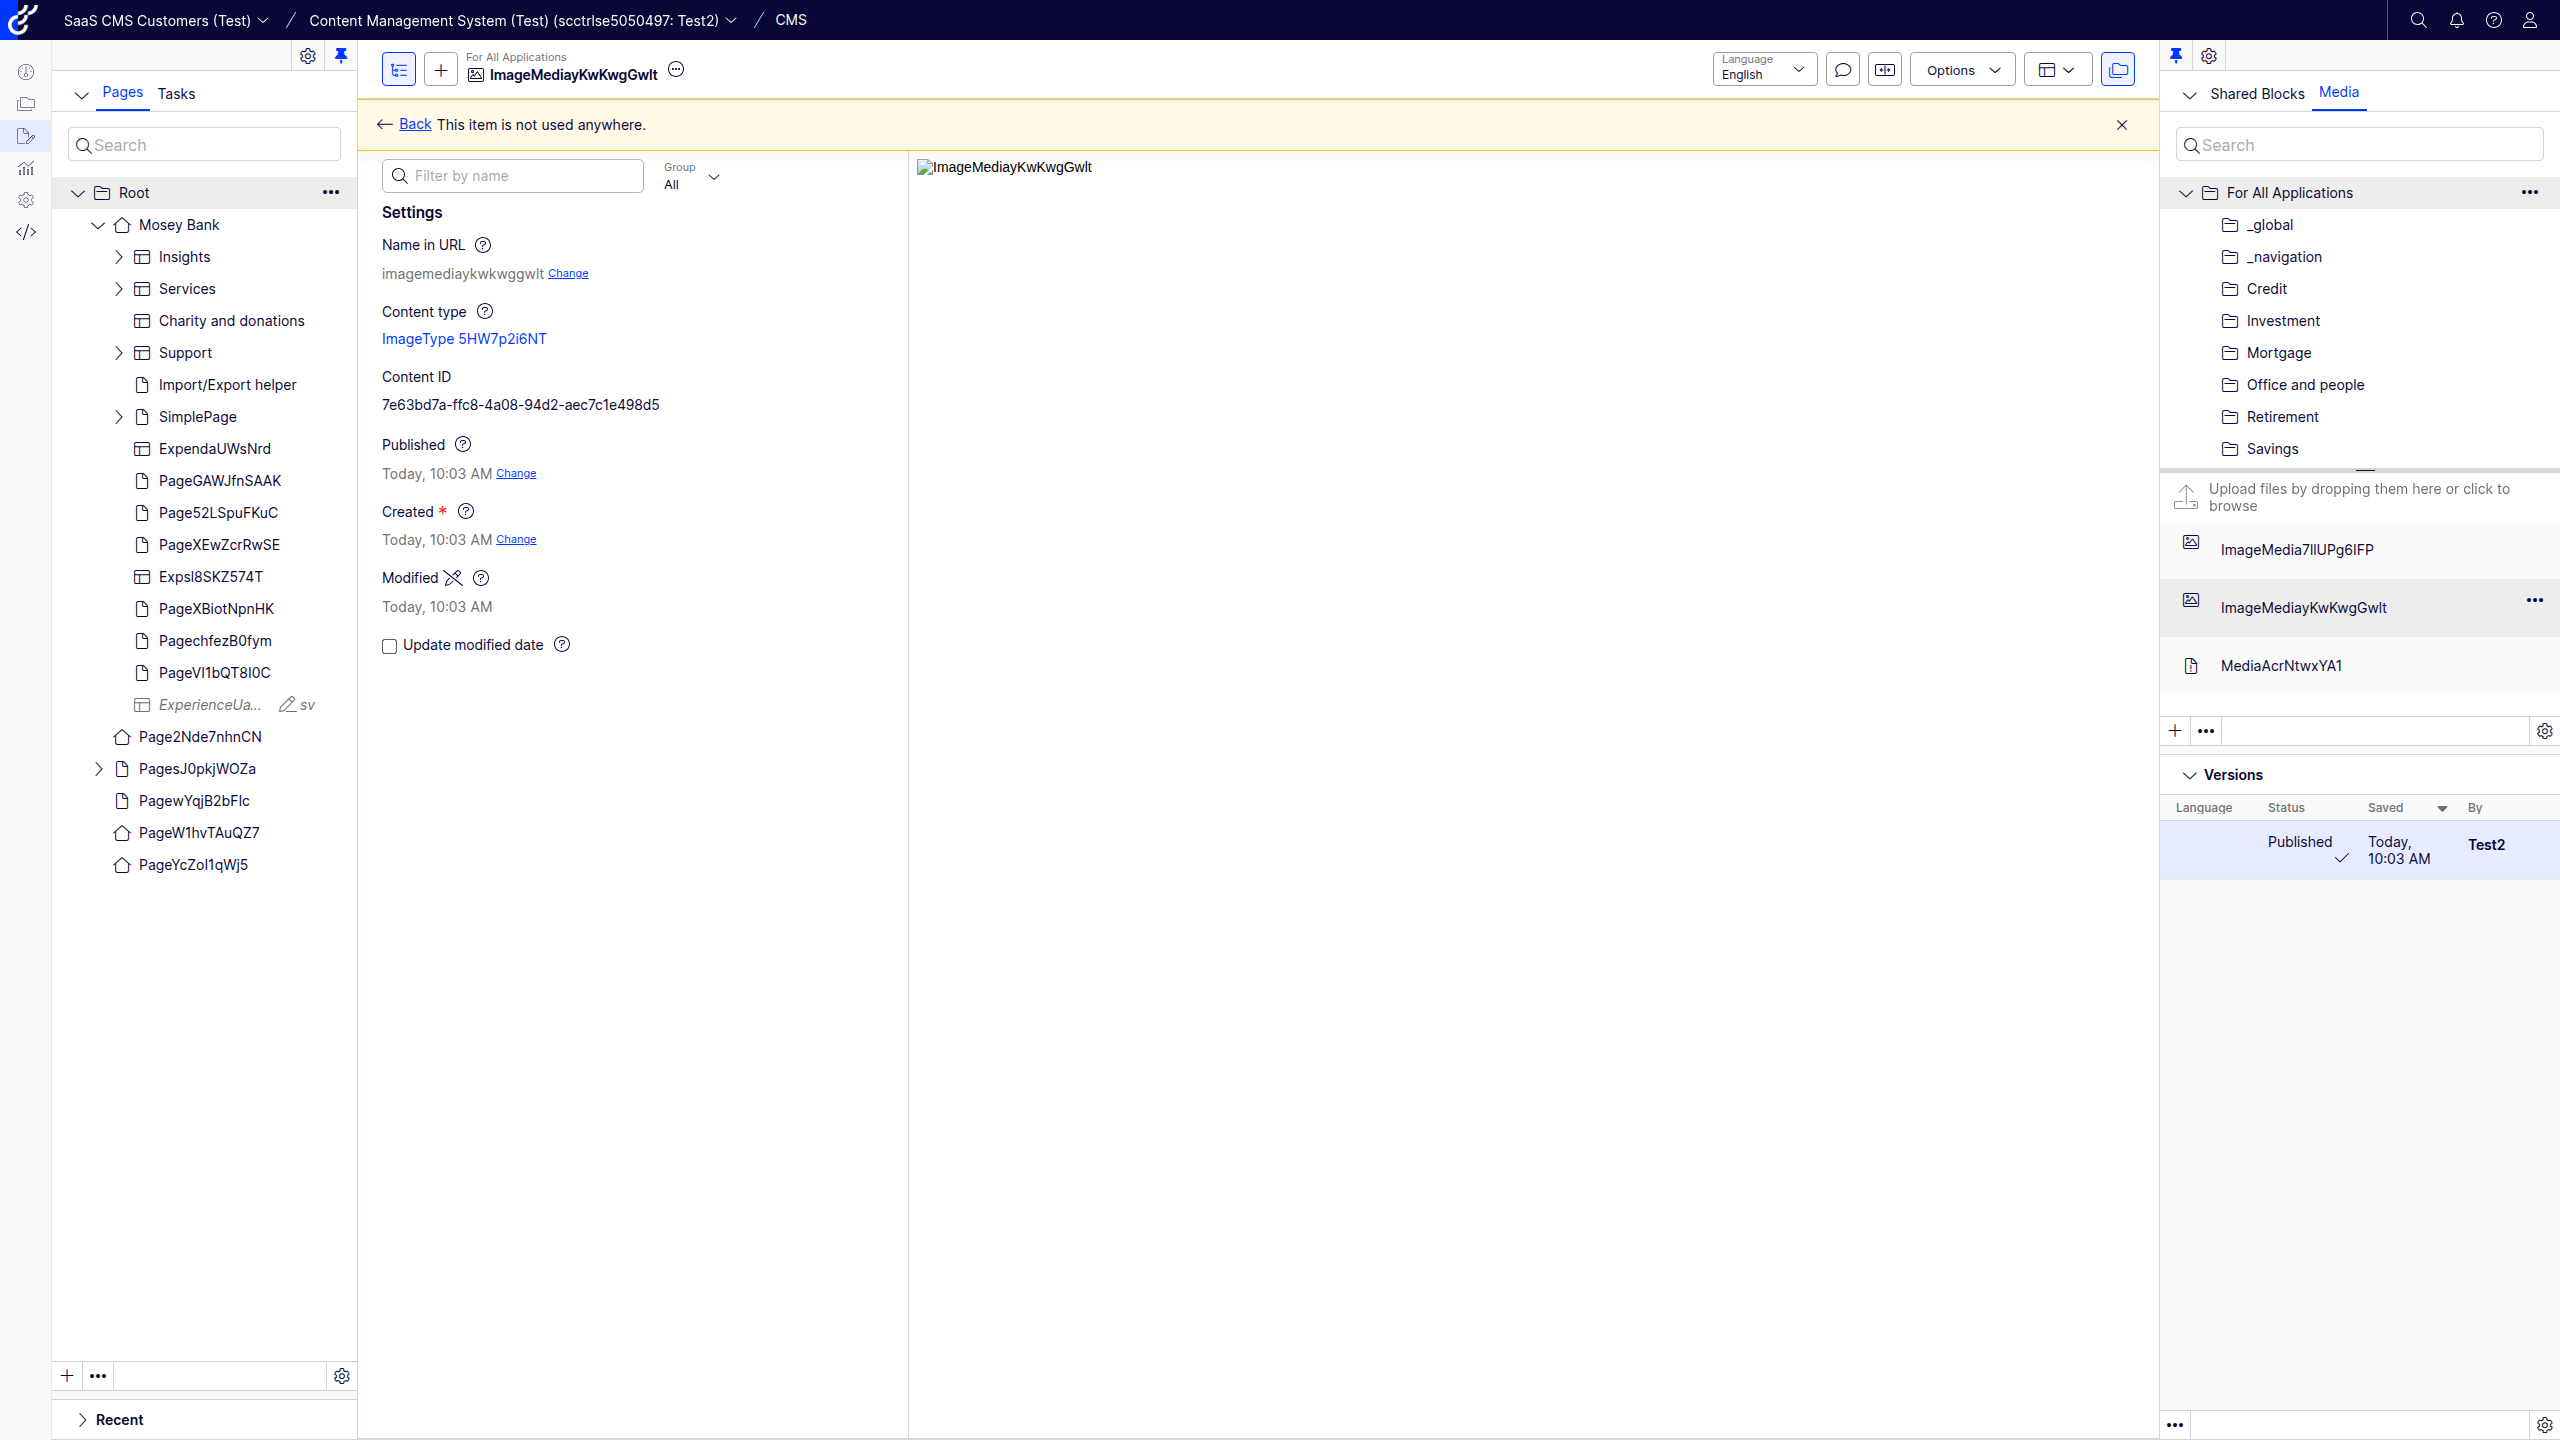 SaaS CMS Customers (Test)
Content Management System (Test) (scctrlse5050497: Test2)
CMS
Pages
Tasks
Search
Root
Mosey Bank
Insights
Services
Charity and donations
Support
Import/Export helper
SimplePage
ExpendaUWsNrd
PageGAWJfnSAAK
Page52LSpuFKuC
PageXEwZcrRwSE
Expsl8SKZ574T
PageXBiotNpnHK
PagechfezB0fym
PageVI1bQT8I0C
ExperienceUa... sv
Page2Nde7nhnCN
PagesJ0pkjWOZa
PagewYqjB2bFlc
PageW1hvTAuQZ7
PageYcZol1qWj5
Recent
For All Applications
ImageMediayKwKwgGwlt
Language
English
Options
Back This item is not used anywhere.
Filter by name
Group
All
Settings
Name in URL
imagemediaykwkwggwlt Change
Content type
ImageType 5HW7p2i6NT
Content ID
7e63bd7a-ffc8-4a08-94d2-aec7c1e498d5
Published
Today, 10:03 AM Change
Created *
Today, 10:03 AM Change
Modified
Today, 10:03 AM
Update modified date
ImageMediayKwKwgGwlt
Shared Blocks
Media
Search
For All Applications
_global
_navigation
Credit
Investment
Mortgage
Office and people
Retirement
Savings
Upload files by dropping them here or click to
browse
ImageMedia7llUPg6IFP
ImageMediayKwKwgGwlt
MediaAcrNtwxYA1
Versions
Language Status Saved By
Published Today, 10:03 AM Test2